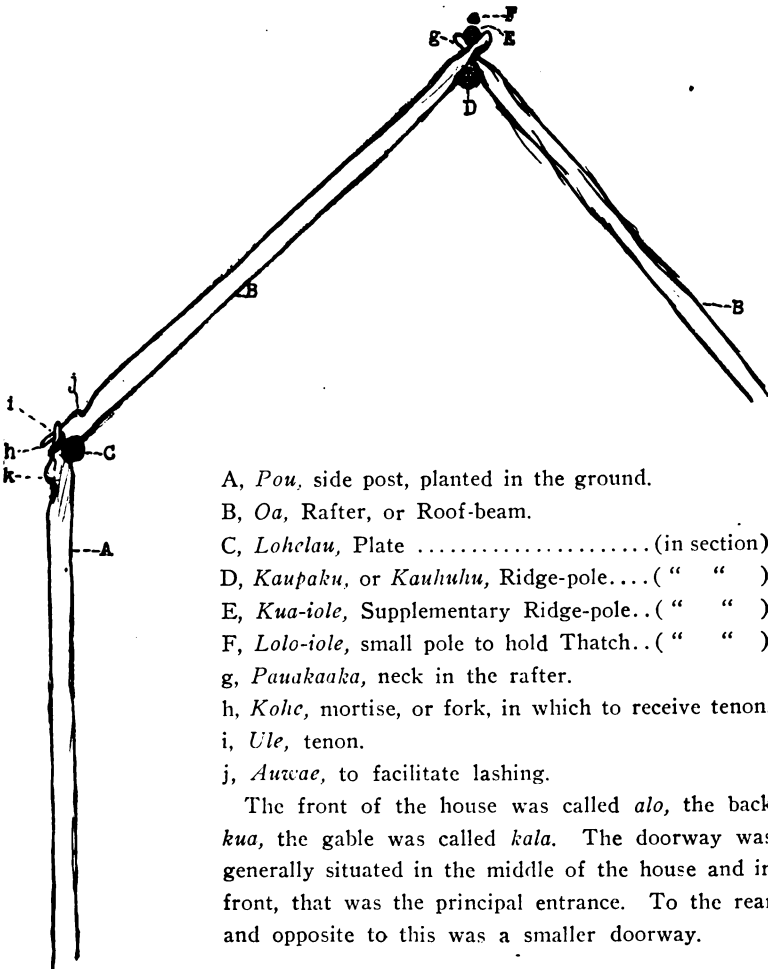 F
g
E
D
B
B
j
i
h
C
k
A
A, Pou, side post, planted in the ground.
B, Oa, Rafter, or Roof-beam.
C, Lohelau, Plate ......................(in section)
D, Kaupaku, or Kauhuhu, Ridge-pole....( “ “ )
E, Kua-iole, Supplementary Ridge-pole..( “ “ )
F, Lolo-iole, small pole to hold Thatch..( “ “ )
g, Pauakaaka, neck in the rafter.
h, Kohe, mortise, or fork, in which to receive tenon
i, Ule, tenon.
j, Auwae, to facilitate lashing.
The front of the house was called alo, the back
kua, the gable was called kala. The doorway was
generally situated in the middle of the house and in
front, that was the principal entrance. To the rear
and opposite to this was a smaller doorway.